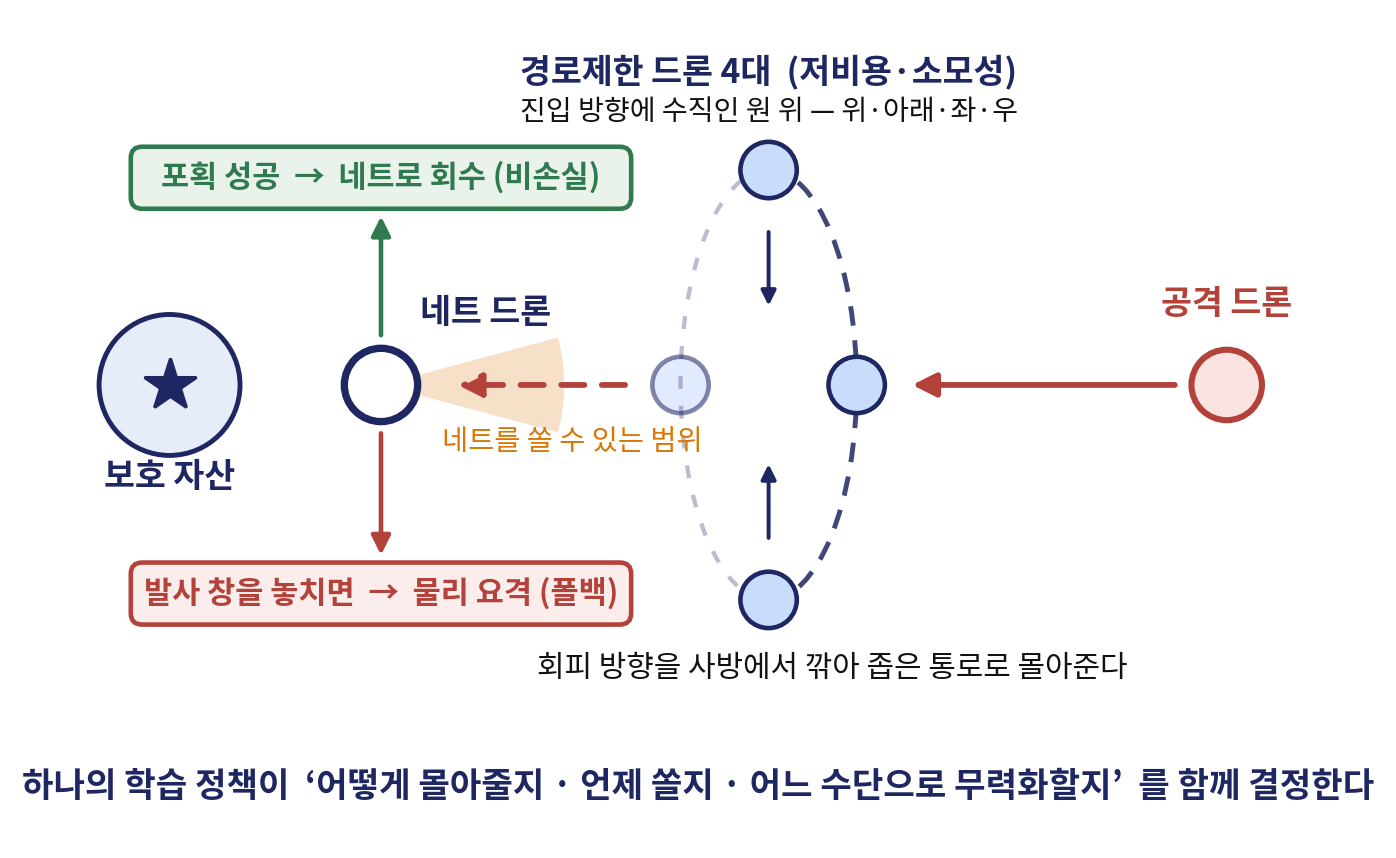 경로제한 드론 4대 (저비용·소모성)
진입 방향에 수직인 원 위 — 위·아래·좌·우
포획 성공 → 네트로 회수 (비손실)
네트 드론
공격 드론
네트를 쏠 수 있는 범위
보호 자산
발사 창을 놓치면 → 물리 요격 (폴백)
회피 방향을 사방에서 깎아 좁은 통로로 몰아준다
하나의 학습 정책이 ‘어떻게 몰아줄지 · 언제 쏠지 · 어느 수단으로 무력화할지’ 를 함께 결정한다